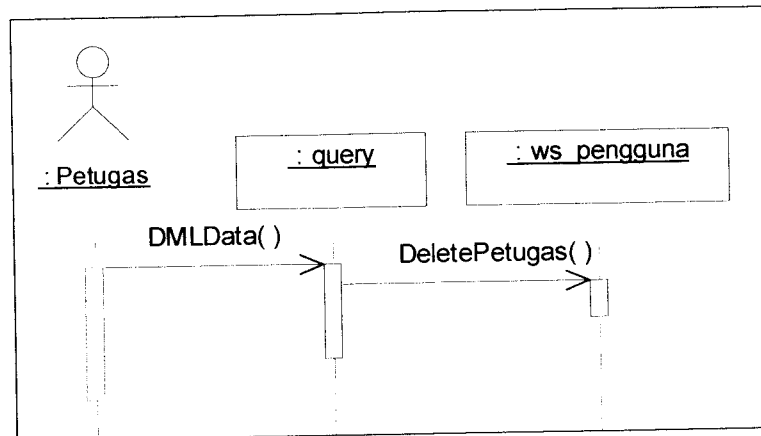 : Petugas
: query
: ws_pengguna
DMLData( )
DeletePetugas( )